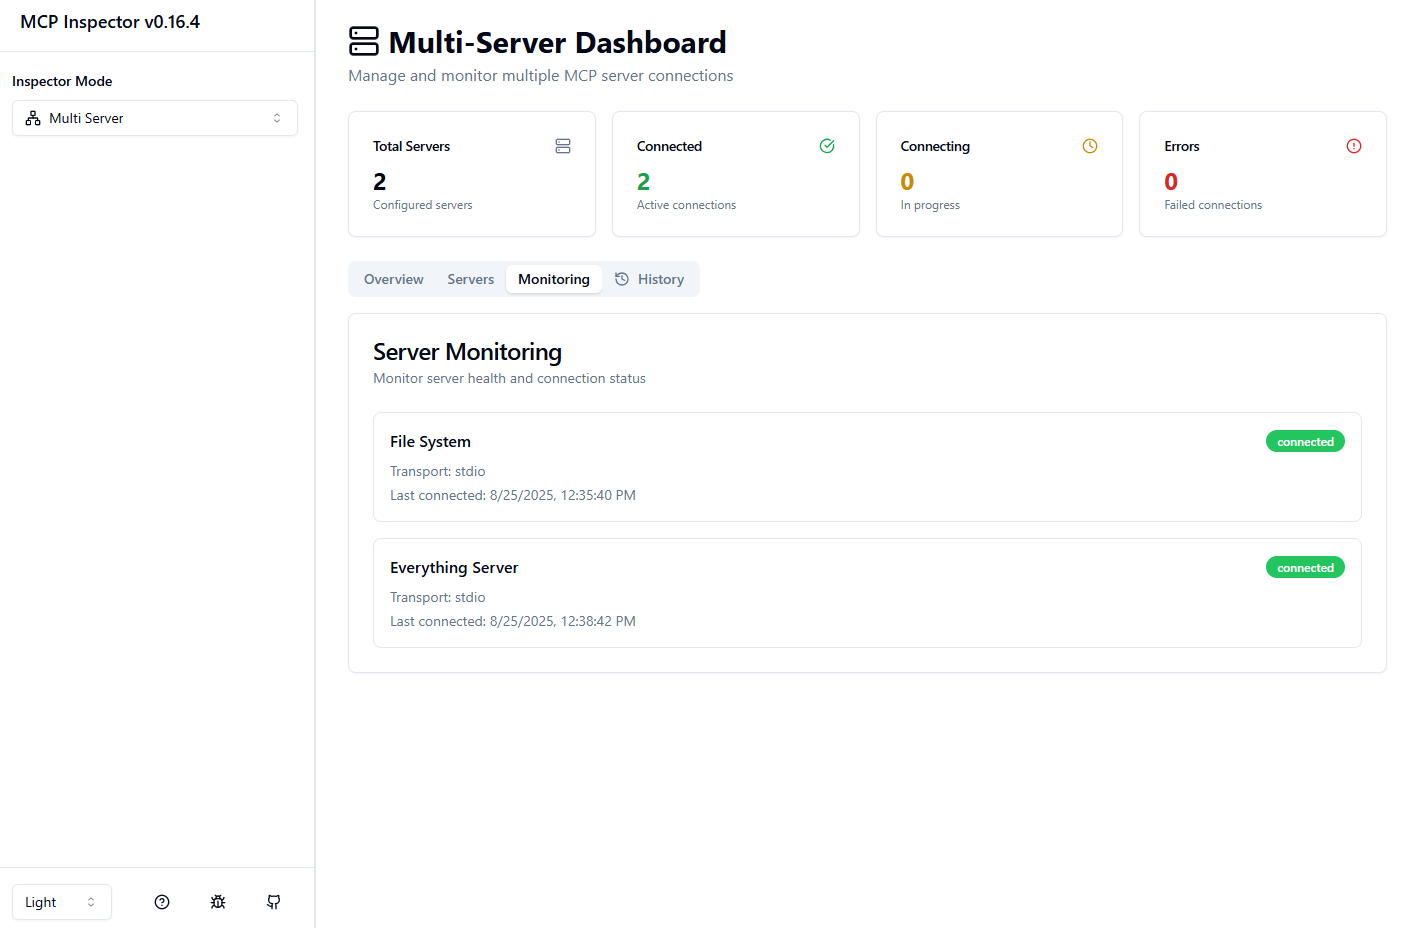 MCP Inspector v0.16.4
Inspector Mode
Multi Server
Light
Multi-Server Dashboard
Manage and monitor multiple MCP server connections
Total Servers
2
Configured servers
Connected
2
Active connections
Connecting
0
In progress
Errors
0
Failed connections
Overview Servers Monitoring History
Server Monitoring
Monitor server health and connection status
File System
connected
Transport: stdio
Last connected: 8/25/2025, 12:35:40 PM
Everything Server
connected
Transport: stdio
Last connected: 8/25/2025, 12:38:42 PM